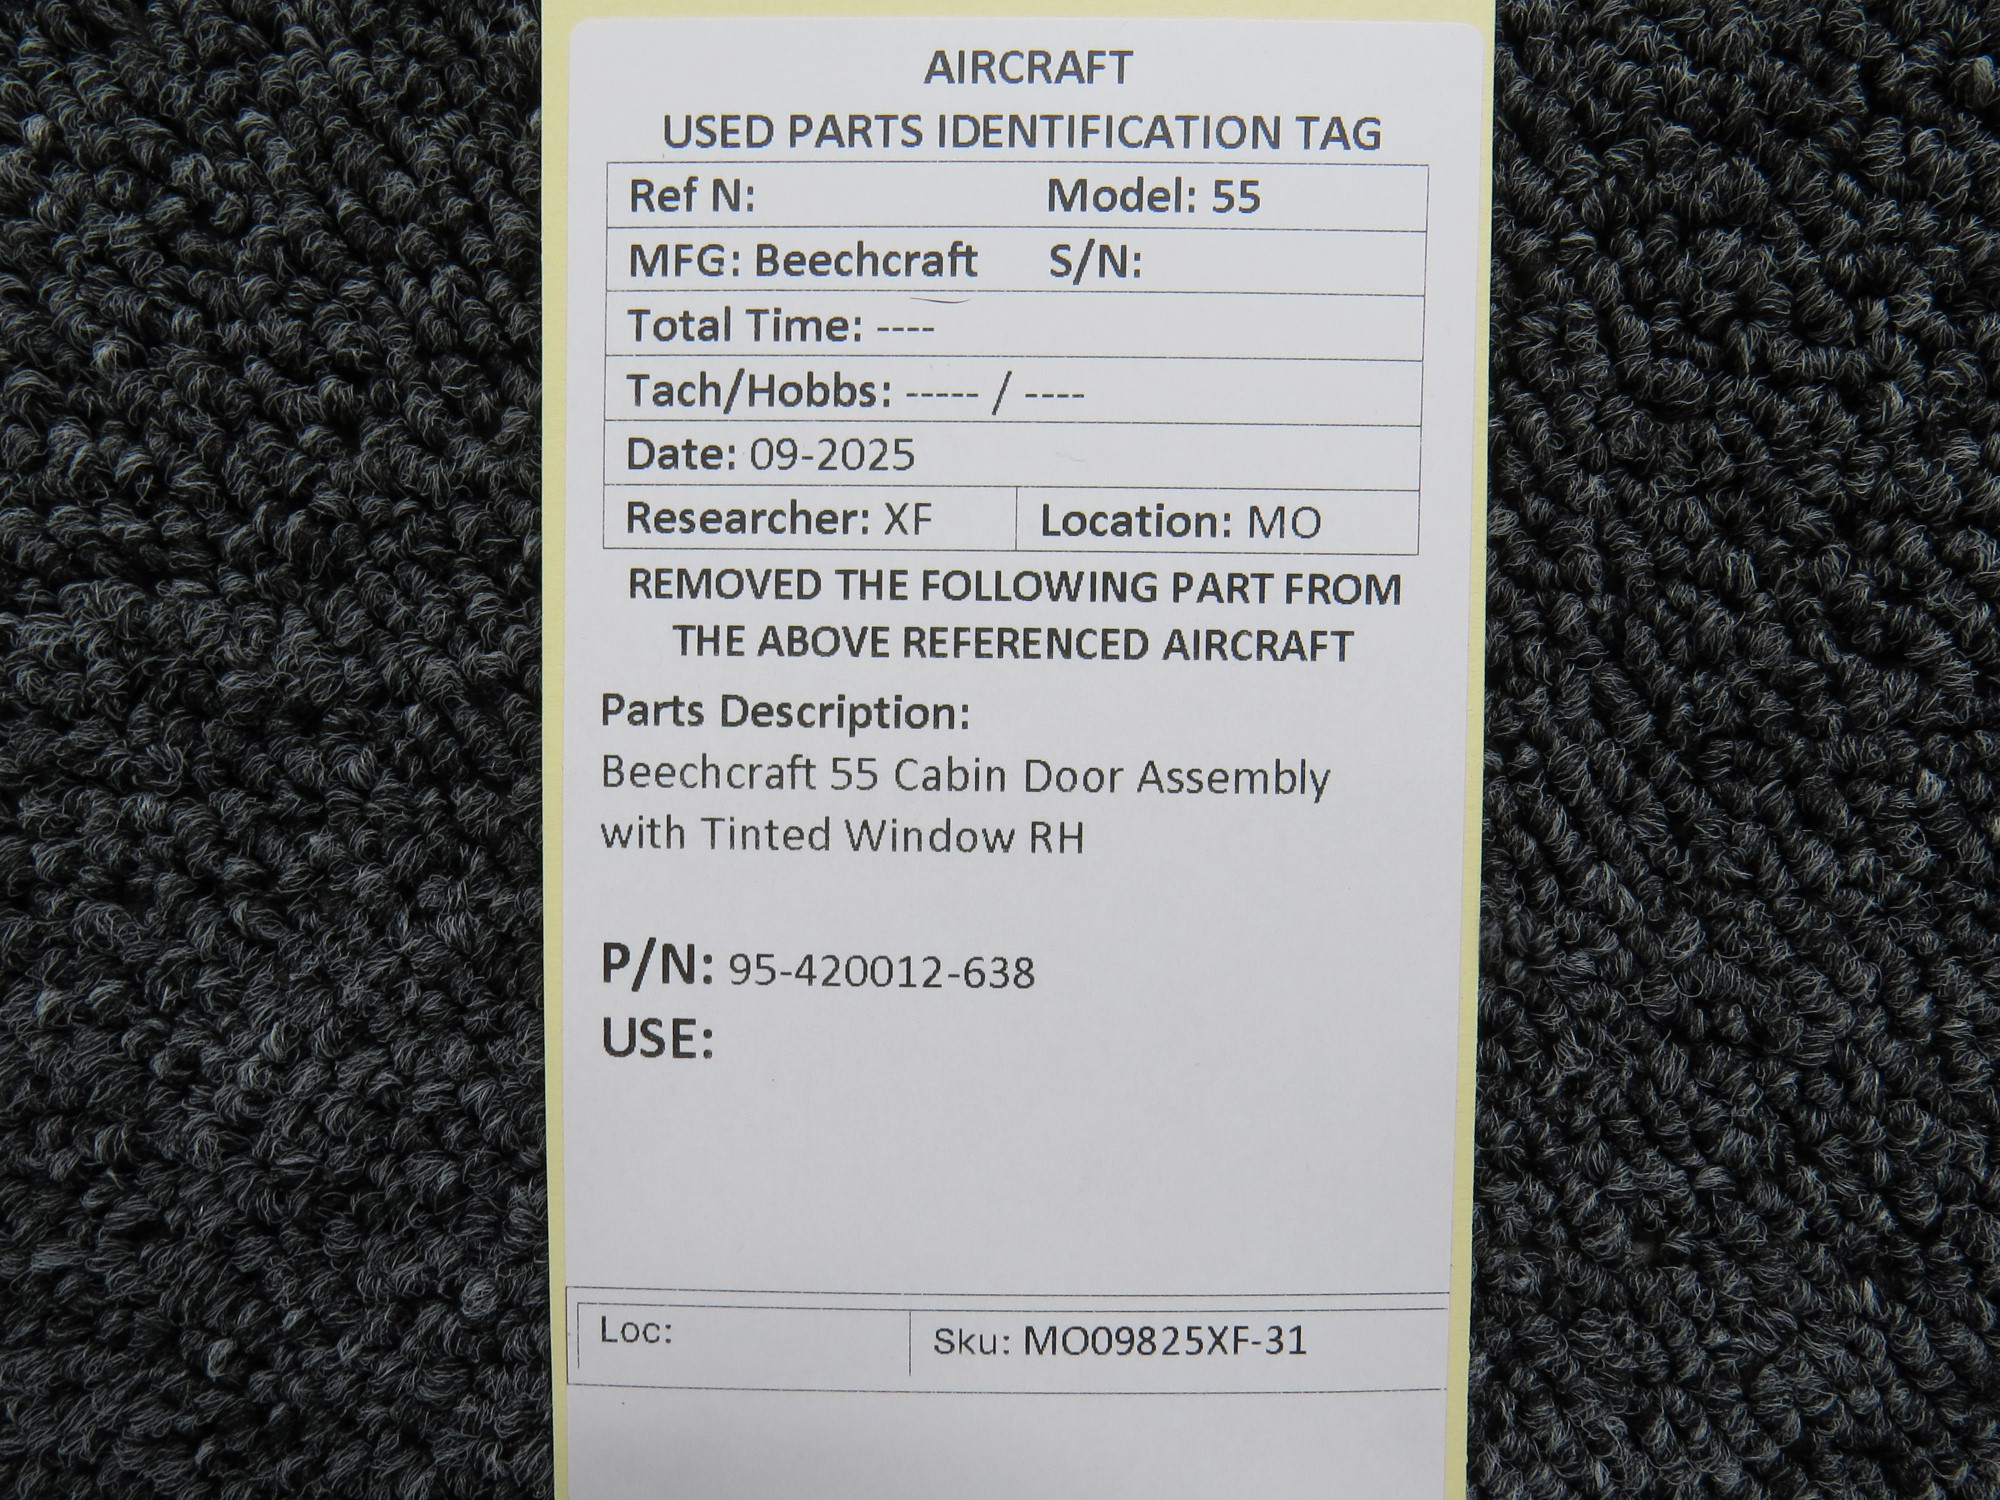 AIRCRAFT
USED PARTS IDENTIFICATION TAG
Ref N: Model: 55
MFG: Beechcraft S/N:
Total Time: ----
Tach/Hobbs: ----- / ----
Date: 09-2025
Researcher: XF Location: MO
REMOVED THE FOLLOWING PART FROM
THE ABOVE REFERENCED AIRCRAFT
Parts Description:
Beechcraft 55 Cabin Door Assembly
with Tinted Window RH
P/N: 95-420012-638
USE:
Loc: Sku: MO09825XF-31